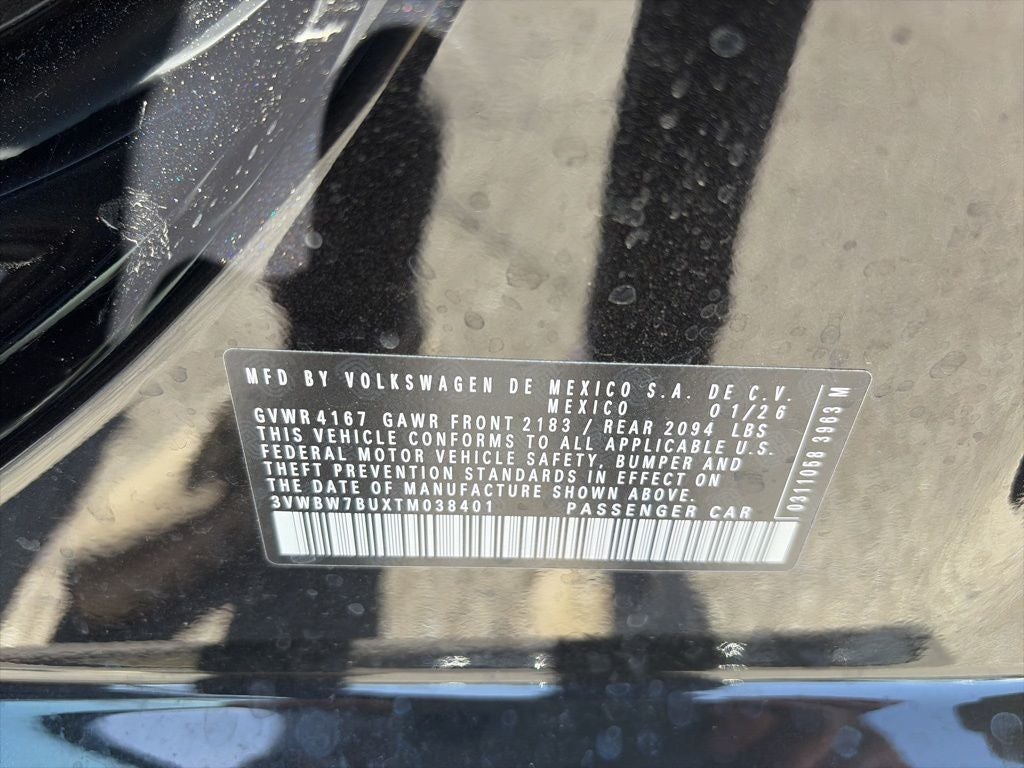 MFD BY VOLKSWAGEN DE MEXICO S.A. DE C.V.
MEXICO 01/26
GVWR 4167 GAWR FRONT 2183 / REAR 2094 LBS
THIS VEHICLE CONFORMS TO ALL APPLICABLE U.S.
FEDERAL MOTOR VEHICLE SAFETY, BUMPER AND
THEFT PREVENTION STANDARDS IN EFFECT ON
THE DATE OF MANUFACTURE SHOWN ABOVE.
3VWBW7BUXTM038401 PASSENGER CAR
0311058 3983 M